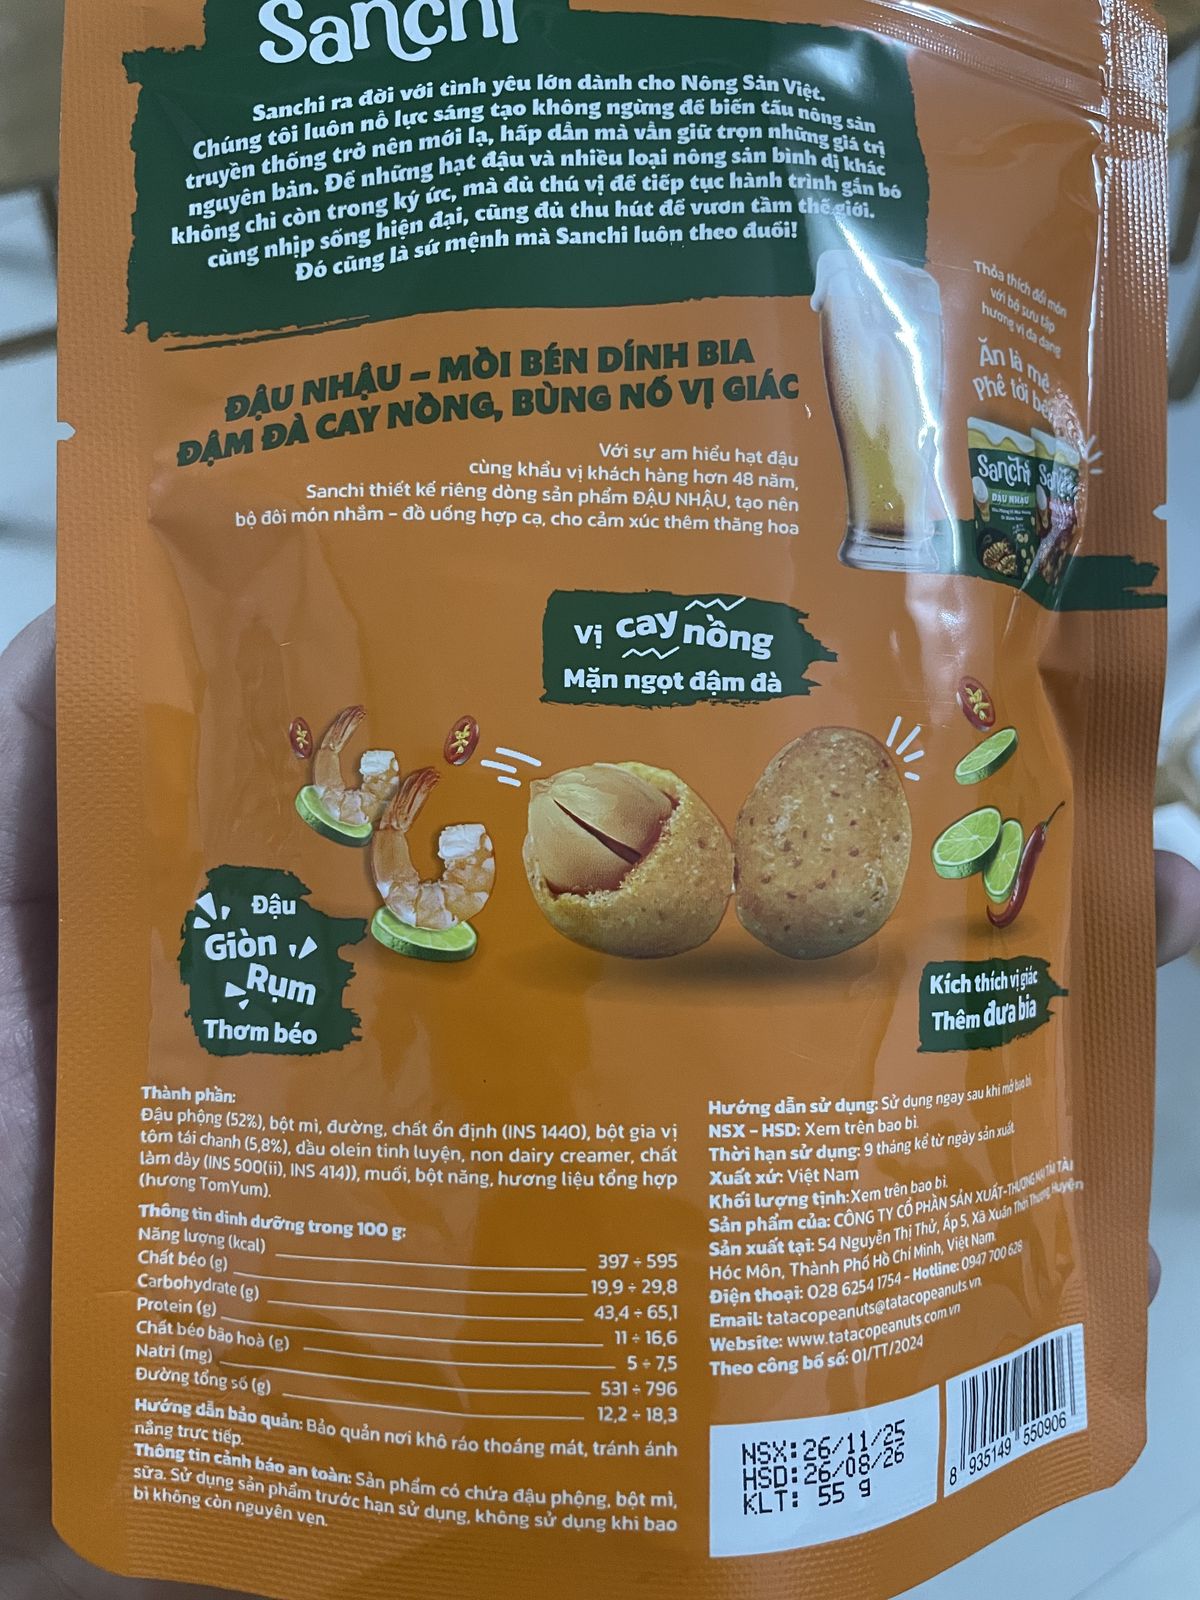 Sanchi
Sanchi ra đời với tình yêu lớn dành cho Nông Sản Việt.
Chúng tôi luôn nỗ lực sáng tạo không ngừng để biến tấu nông sản
truyền thống trở nên mới lạ, hấp dẫn mà vẫn giữ trọn những giá trị
nguyên bản. Để những hạt đậu và nhiều loại nông sản bình dị khác
không chỉ còn trong ký ức, mà đủ thú vị để tiếp tục hành trình gắn bó
cùng nhịp sống hiện đại, cũng đủ thu hút để vươn tầm thế giới.
Đó cũng là sứ mệnh mà Sanchi luôn theo đuổi!
Thỏa thích đổi món
với bộ sưu tập
hương vị đa dạng
Ăn là mê
Phê tới
Sanchi
ĐẬU NHẬU
ĐẬU NHẬU – MỒI BÉN DÍNH BIA
ĐẬM ĐÀ CAY NỒNG, BÙNG NỔ VỊ GIÁC
Với sự am hiểu hạt đậu
cùng khẩu vị khách hàng hơn 48 năm,
Sanchi thiết kế riêng dòng sản phẩm ĐẬU NHẬU, tạo nên
bộ đôi món nhắm – đồ uống hợp cạ, cho cảm xúc thêm thăng hoa
Vị cay nồng
Mặn ngọt đậm đà
Đậu
Giòn
Rụm
Thơm béo
Kích thích vị giác
Thêm đưa bia
Thành phần:
Đậu phộng (52%), bột mì, đường, chất ổn định (INS 1440), bột gia vị
tôm tái chanh (5,8%), dầu olein tinh luyện, non dairy creamer, chất
làm dày (INS 500(ii), INS 414)), muối, bột năng, hương liệu tổng hợp
(hương TomYum).
Thông tin dinh dưỡng trong 100 g:
Năng lượng (kcal) 397 ÷ 595
Chất béo (g) 19,9 ÷ 29,8
Carbohydrate (g) 43,4 ÷ 65,1
Protein (g) 11 ÷ 16,6
Chất béo bão hoà (g) 5 ÷ 7,5
Natri (mg) 531 ÷ 796
Đường tổng số (g) 12,2 ÷ 18,3
Hướng dẫn bảo quản: Bảo quản nơi khô ráo thoáng mát, tránh ánh
nắng trực tiếp.
Thông tin cảnh báo an toàn: Sản phẩm có chứa đậu phộng, bột mì,
sữa. Sử dụng sản phẩm trước hạn sử dụng, không sử dụng khi bao
bì không còn nguyên vẹn.
Hướng dẫn sử dụng: Sử dụng ngay sau khi mở bao bì
NSX – HSD: Xem trên bao bì.
Thời hạn sử dụng: 9 tháng kể từ ngày sản xuất
Xuất xứ: Việt Nam
Khối lượng tịnh: Xem trên bao bì.
Sản phẩm của: CÔNG TY CỔ PHẦN SẢN XUẤT-THƯƠNG MẠI TÀI TÀI
Sản xuất tại: 54 Nguyễn Thị Thử, Ấp 5, Xã Xuân Thới Thượng, Huyện
Hóc Môn, Thành Phố Hồ Chí Minh, Việt Nam.
Điện thoại: 028 6254 1754 - Hotline: 0947 700 628
Email: tatacopeanuts@tatacopeanuts.vn
Website: www.tatacopeanuts.com.vn
Theo công bố số: 01/TT/2024
NSX:26/11/25
HSD:26/08/26
KLT: 55 g
8 935149 550906